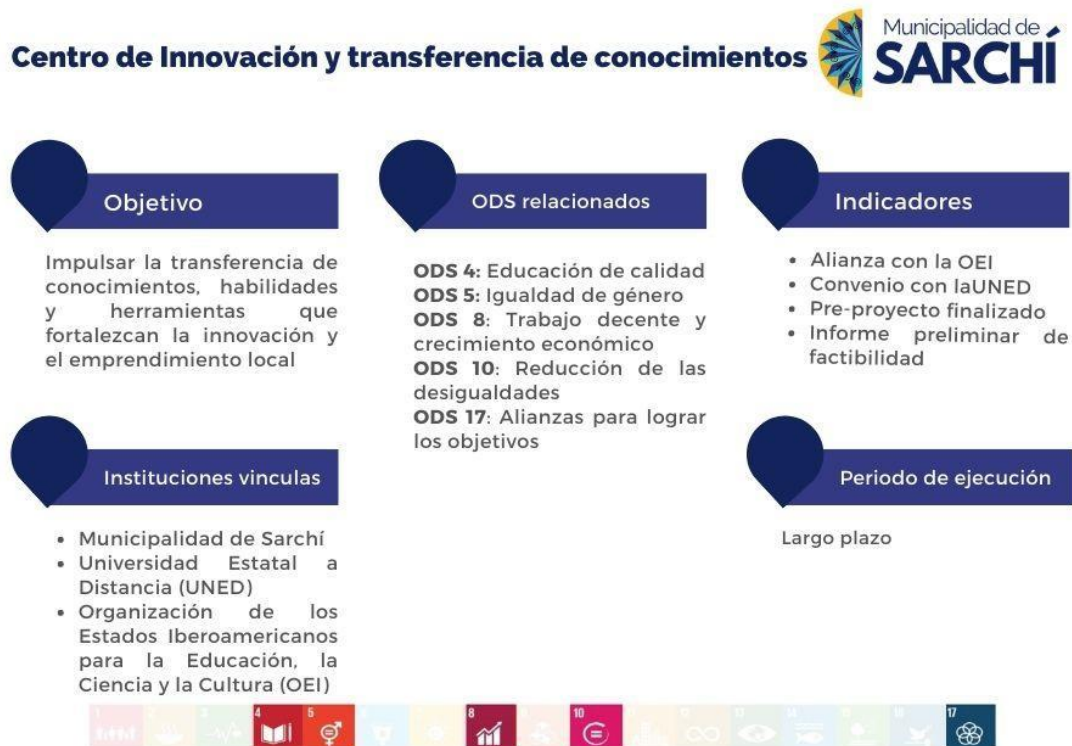 Centro de Innovación y transferencia de conocimientos
Municipalidad de
SARCHÍ
Objetivo
Impulsar la transferencia de
conocimientos, habilidades
y herramientas que
fortalezcan la innovación y
el emprendimiento local
ODS relacionados
ODS 4: Educación de calidad
ODS 5: Igualdad de género
ODS 8: Trabajo decente y
crecimiento económico
ODS 10: Reducción de las
desigualdades
ODS 17: Alianzas para lograr
los objetivos
Indicadores
• Alianza con la OEI
• Convenio con laUNED
• Pre-proyecto finalizado
• Informe preliminar de
factibilidad
Instituciones vinculas
• Municipalidad de Sarchí
• Universidad Estatal a
Distancia (UNED)
• Organización de los
Estados Iberoamericanos
para la Educación, la
Ciencia y la Cultura (OEI)
Periodo de ejecución
Largo plazo
4 5 8 10 17